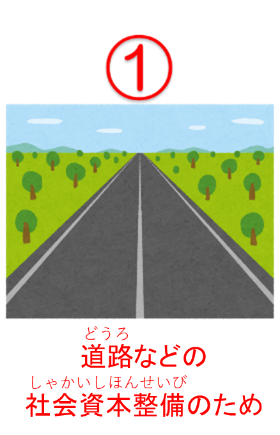 ①
どうろ
道路などの
しゃかいしほんせいび
社会資本整備のため